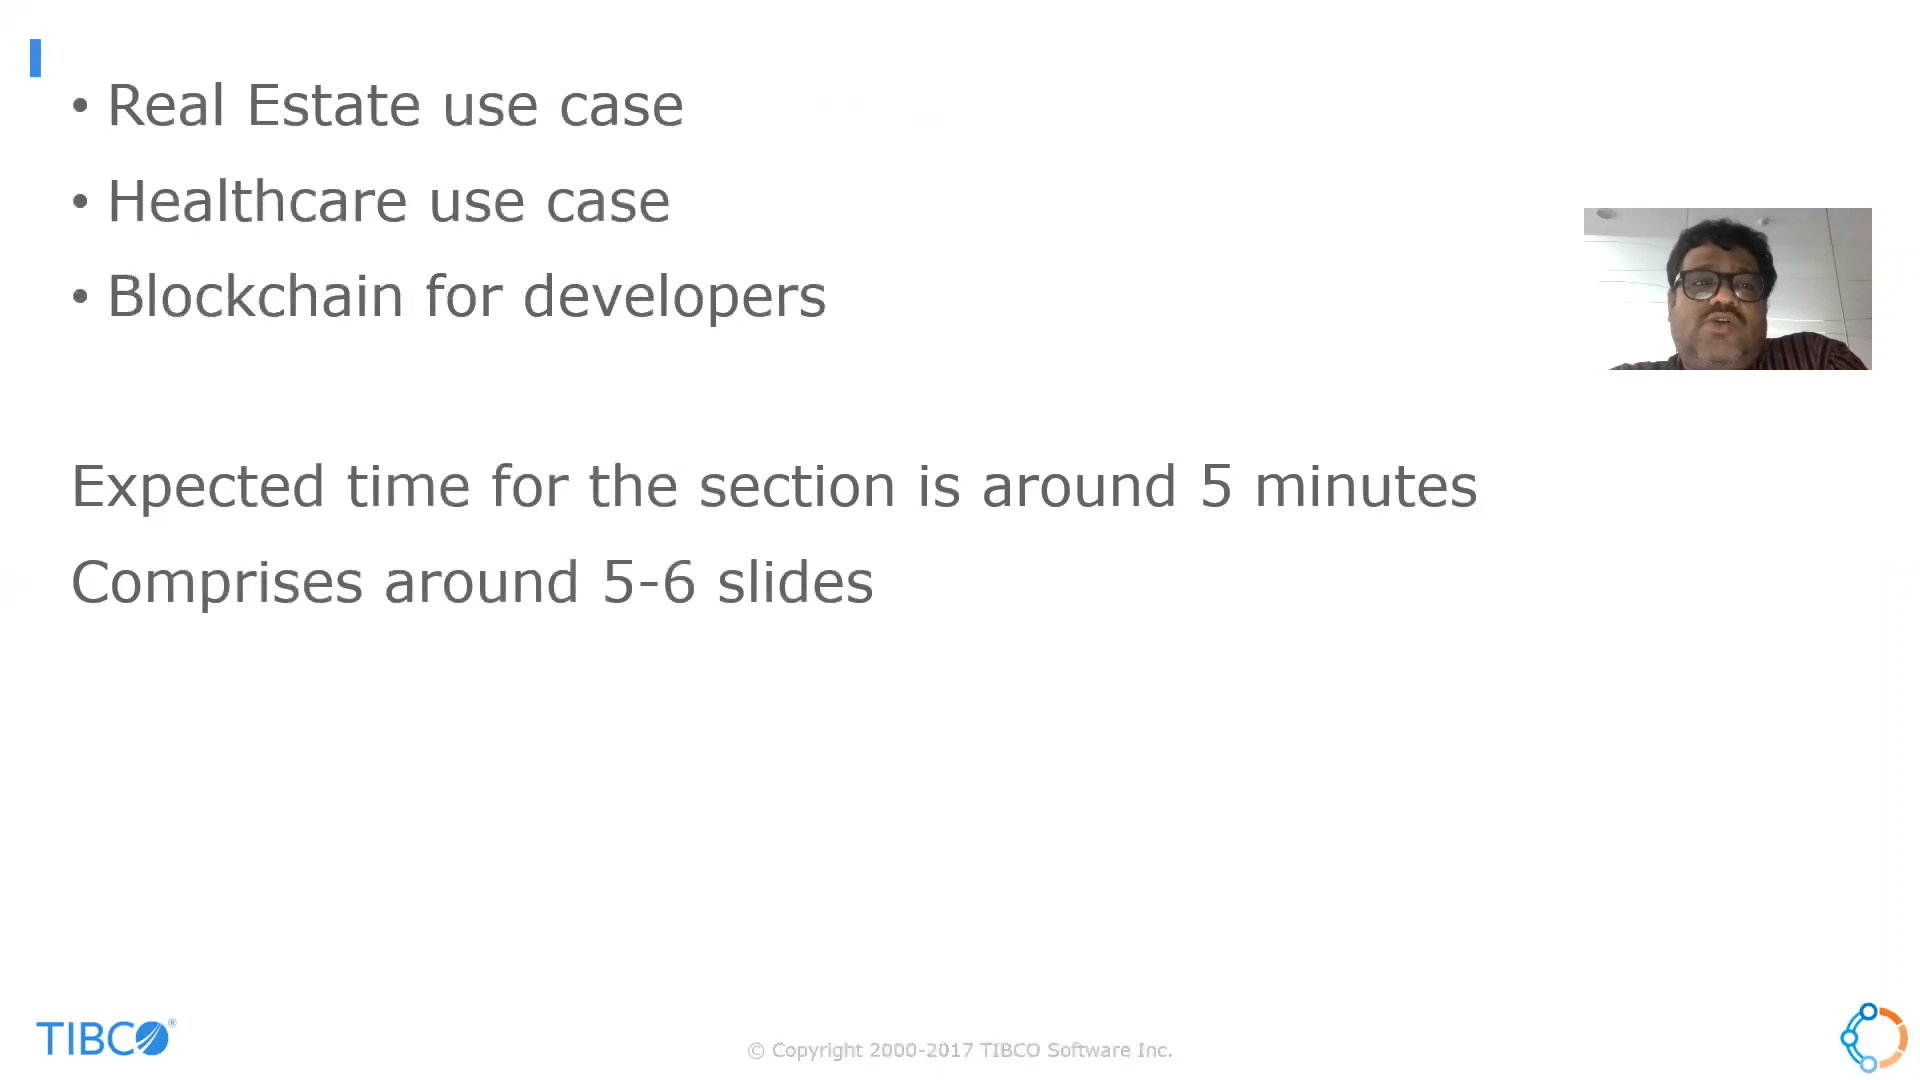 • Real Estate use case
• Healthcare use case
• Blockchain for developers
Expected time for the section is around 5 minutes
Comprises around 5-6 slides
TIBCO®
© Copyright 2000-2017 TIBCO Software Inc.